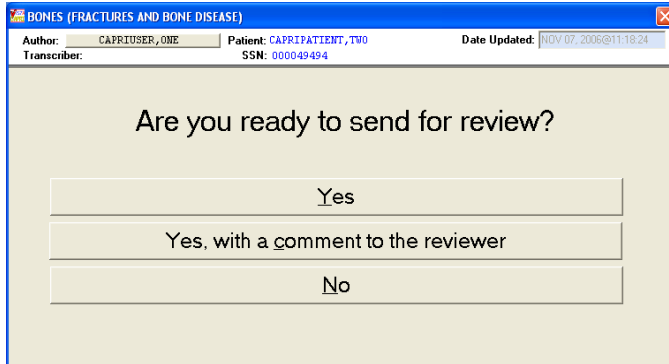 BONES (FRACTURES AND BONE DISEASE)
Author: CAPRIUSER,ONE Patient: CAPRIPATIENT,TWO Date Updated: NOV 07, 2006@11:18:24
Transcriber: SSN: 000049494
Are you ready to send for review?
Yes
Yes, with a comment to the reviewer
No